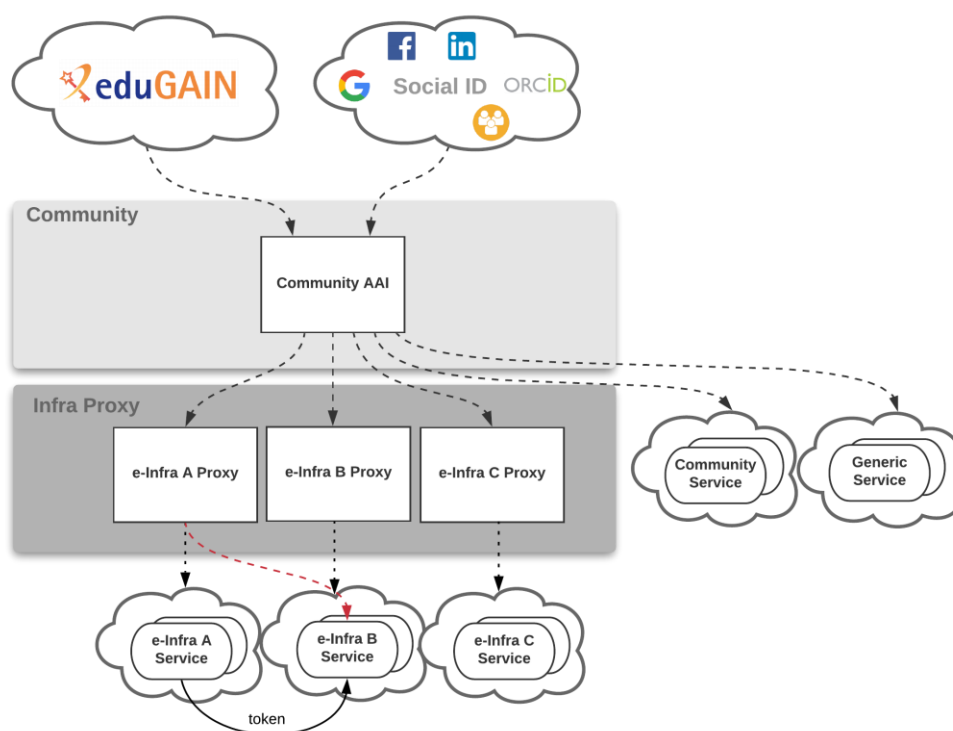 eduGAIN
f
in
G
Social ID
ORCID
Community
Community AAI
Infra Proxy
e-Infra A Proxy
e-Infra B Proxy
e-Infra C Proxy
Community
Service
Generic
Service
e-Infra A
Service
e-Infra B
Service
e-Infra C
Service
token